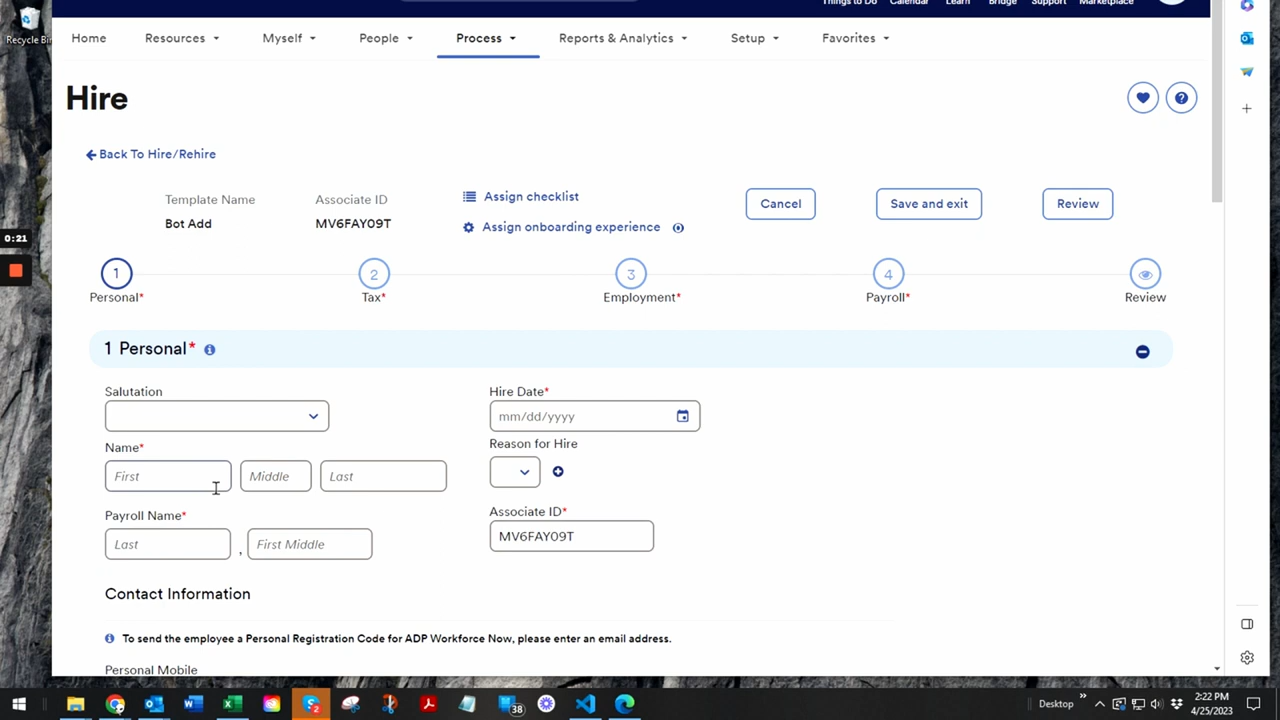 Things to Do Calendar Learn Bridge Support Marketplace
Recycle Bin
Home Resources Myself People Process Reports & Analytics Setup Favorites
Hire
Back To Hire/Rehire
Template Name Associate ID Assign checklist Cancel Save and exit Review
Bot Add MV6FAY09T Assign onboarding experience
0:21
1 2 3 4
Personal* Tax* Employment* Payroll* Review
1 Personal*
Salutation Hire Date*
mm/dd/yyyy
Name* Reason for Hire
First Middle Last
Payroll Name* Associate ID*
Last , First Middle MV6FAY09T
Contact Information
To send the employee a Personal Registration Code for ADP Workforce Now, please enter an email address.
Personal Mobile
38 Desktop 2:22 PM
4/25/2023